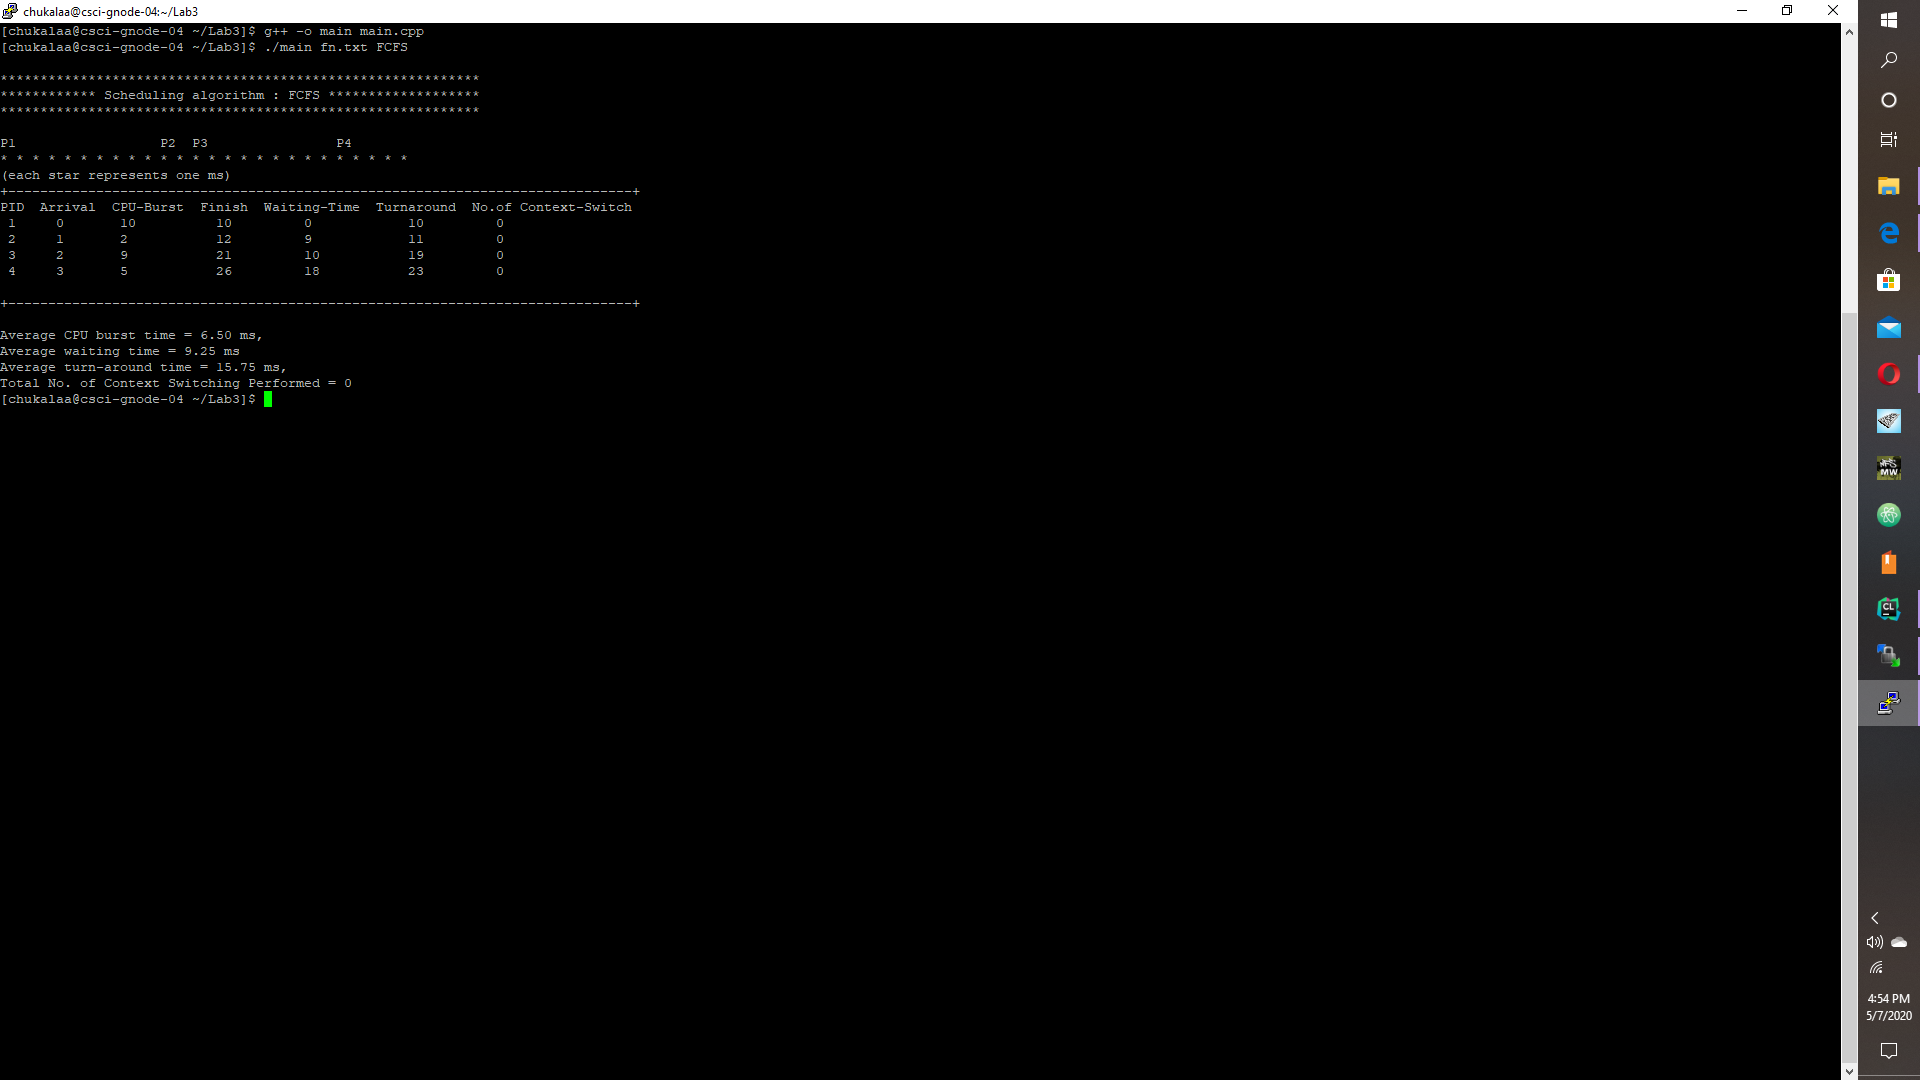 chukalaa@csci-gnode-04:~/Lab3
[chukalaa@csci-gnode-04 ~/Lab3]$ g++ -o main main.cpp
[chukalaa@csci-gnode-04 ~/Lab3]$ ./main fn.txt FCFS
************************************************************
************ Scheduling algorithm : FCFS *******************
************************************************************
P1                  P2  P3                P4
* * * * * * * * * * * * * * * * * * * * * * * * * *
(each star represents one ms)
+------------------------------------------------------------------------------+
PID  Arrival  CPU-Burst  Finish  Waiting-Time  Turnaround  No.of Context-Switch
 1     0       10          10         0            10         0
 2     1       2           12         9            11         0
 3     2       9           21         10           19         0
 4     3       5           26         18           23         0
+------------------------------------------------------------------------------+
Average CPU burst time = 6.50 ms,
Average waiting time = 9.25 ms
Average turn-around time = 15.75 ms,
Total No. of Context Switching Performed = 0
[chukalaa@csci-gnode-04 ~/Lab3]$
NFS
MW
CL
4:54 PM
5/7/2020